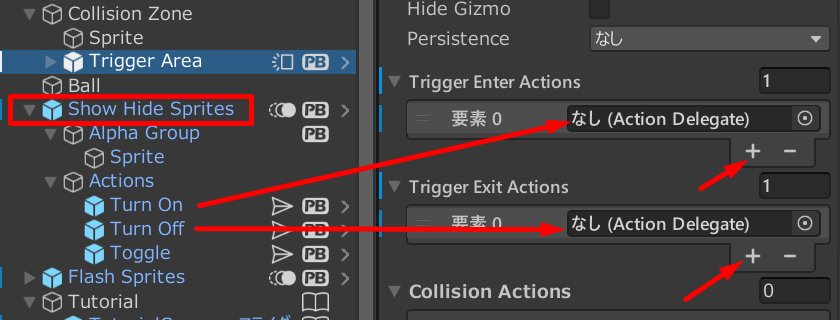 Collision Zone
Sprite
Trigger Area PB
Ball
Show Hide Sprites PB
Alpha Group PB
Sprite
Actions
Turn On PB
Turn Off PB
Toggle PB
Flash Sprites PB
Tutorial
Hide Gizmo
Persistence なし
Trigger Enter Actions 1
要素 0 なし (Action Delegate)
+ −
Trigger Exit Actions 1
要素 0 なし (Action Delegate)
+ −
Collision Actions 0